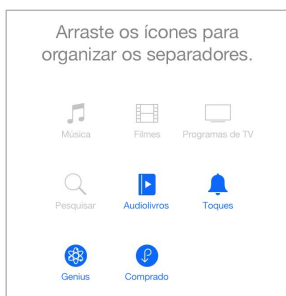 Arraste os ícones para
organizar os separadores.
Música Filmes Programas de TV
Pesquisar Audiolivros Toques
Genius Comprado